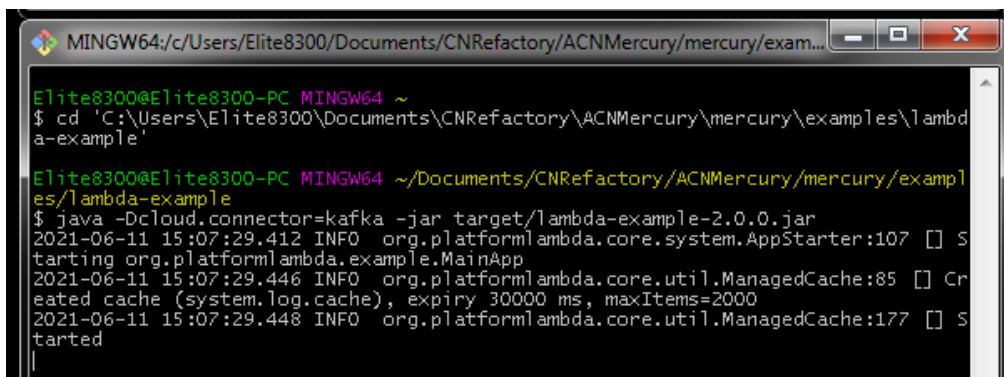 MINGW64:/c/Users/Elite8300/Documents/CNRefactory/ACNMercury/mercury/exam...
Elite8300@Elite8300-PC MINGW64 ~
$ cd 'C:\Users\Elite8300\Documents\CNRefactory\ACNMercury\mercury\examples\lambd
a-example'
Elite8300@Elite8300-PC MINGW64 ~/Documents/CNRefactory/ACNMercury/mercury/exampl
es/lambda-example
$ java -Dcloud.connector=kafka -jar target/lambda-example-2.0.0.jar
2021-06-11 15:07:29.412 INFO  org.platformlambda.core.system.AppStarter:107 [] S
tarting org.platformlambda.example.MainApp
2021-06-11 15:07:29.446 INFO  org.platformlambda.core.util.ManagedCache:85 [] Cr
eated cache (system.log.cache), expiry 30000 ms, maxItems=2000
2021-06-11 15:07:29.448 INFO  org.platformlambda.core.util.ManagedCache:177 [] S
tarted